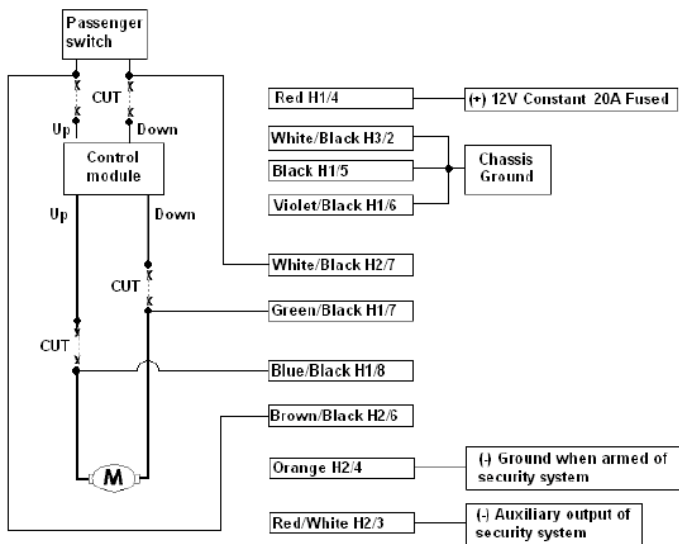 Passenger
switch
CUT
Up
Down
Control
module
Up
Down
CUT
CUT
M
Red H1/4
(+) 12V Constant 20A Fused
White/Black H3/2
Black H1/5
Violet/Black H1/6
Chassis
Ground
White/Black H2/7
Green/Black H1/7
Blue/Black H1/8
Brown/Black H2/6
Orange H2/4
(-) Ground when armed of
security system
Red/White H2/3
(-) Auxiliary output of
security system